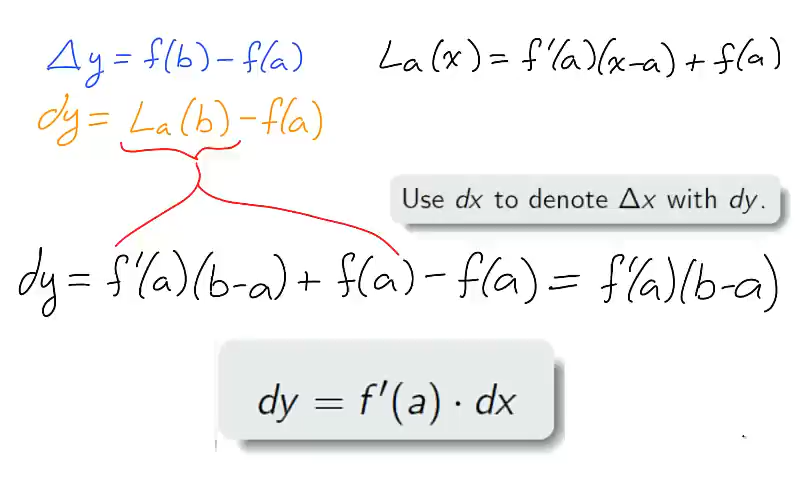 Δy = f(b) - f(a)
La(x) = f'(a)(x-a) + f(a)
dy = La(b) - f(a)
Use dx to denote Δx with dy.
dy = f'(a)(b-a) + f(a) - f(a) = f'(a)(b-a)
dy = f′(a) · dx